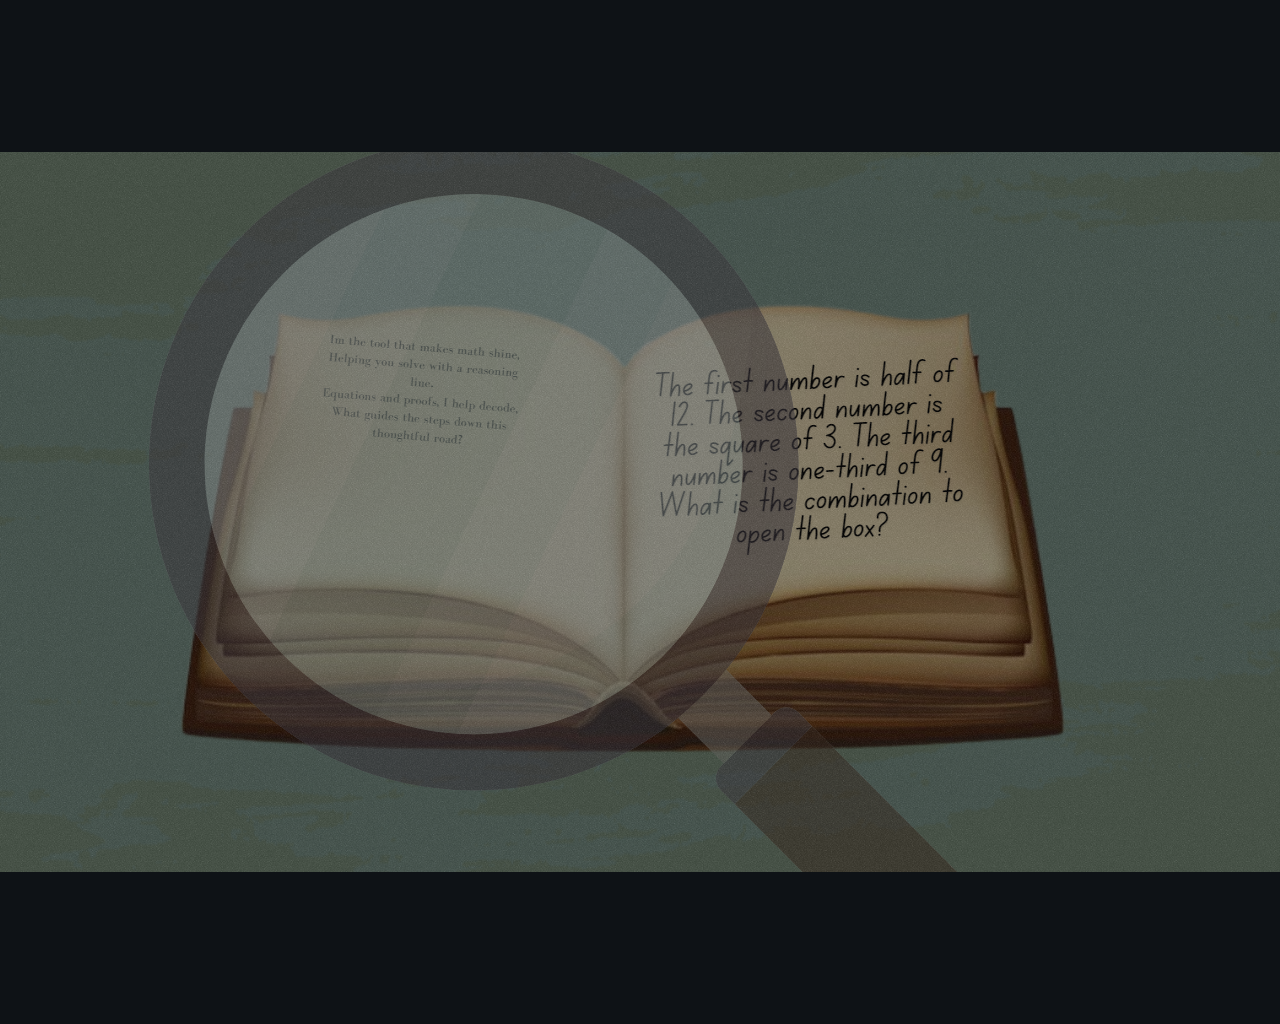 Im the tool that makes math shine,
Helping you solve with a reasoning
line.
Equations and proofs, I help decode,
What guides the steps down this
thoughtful road?
The first number is half of
12. The second number is
the square of 3. The third
number is one-third of 9.
What is the combination to
open the box?